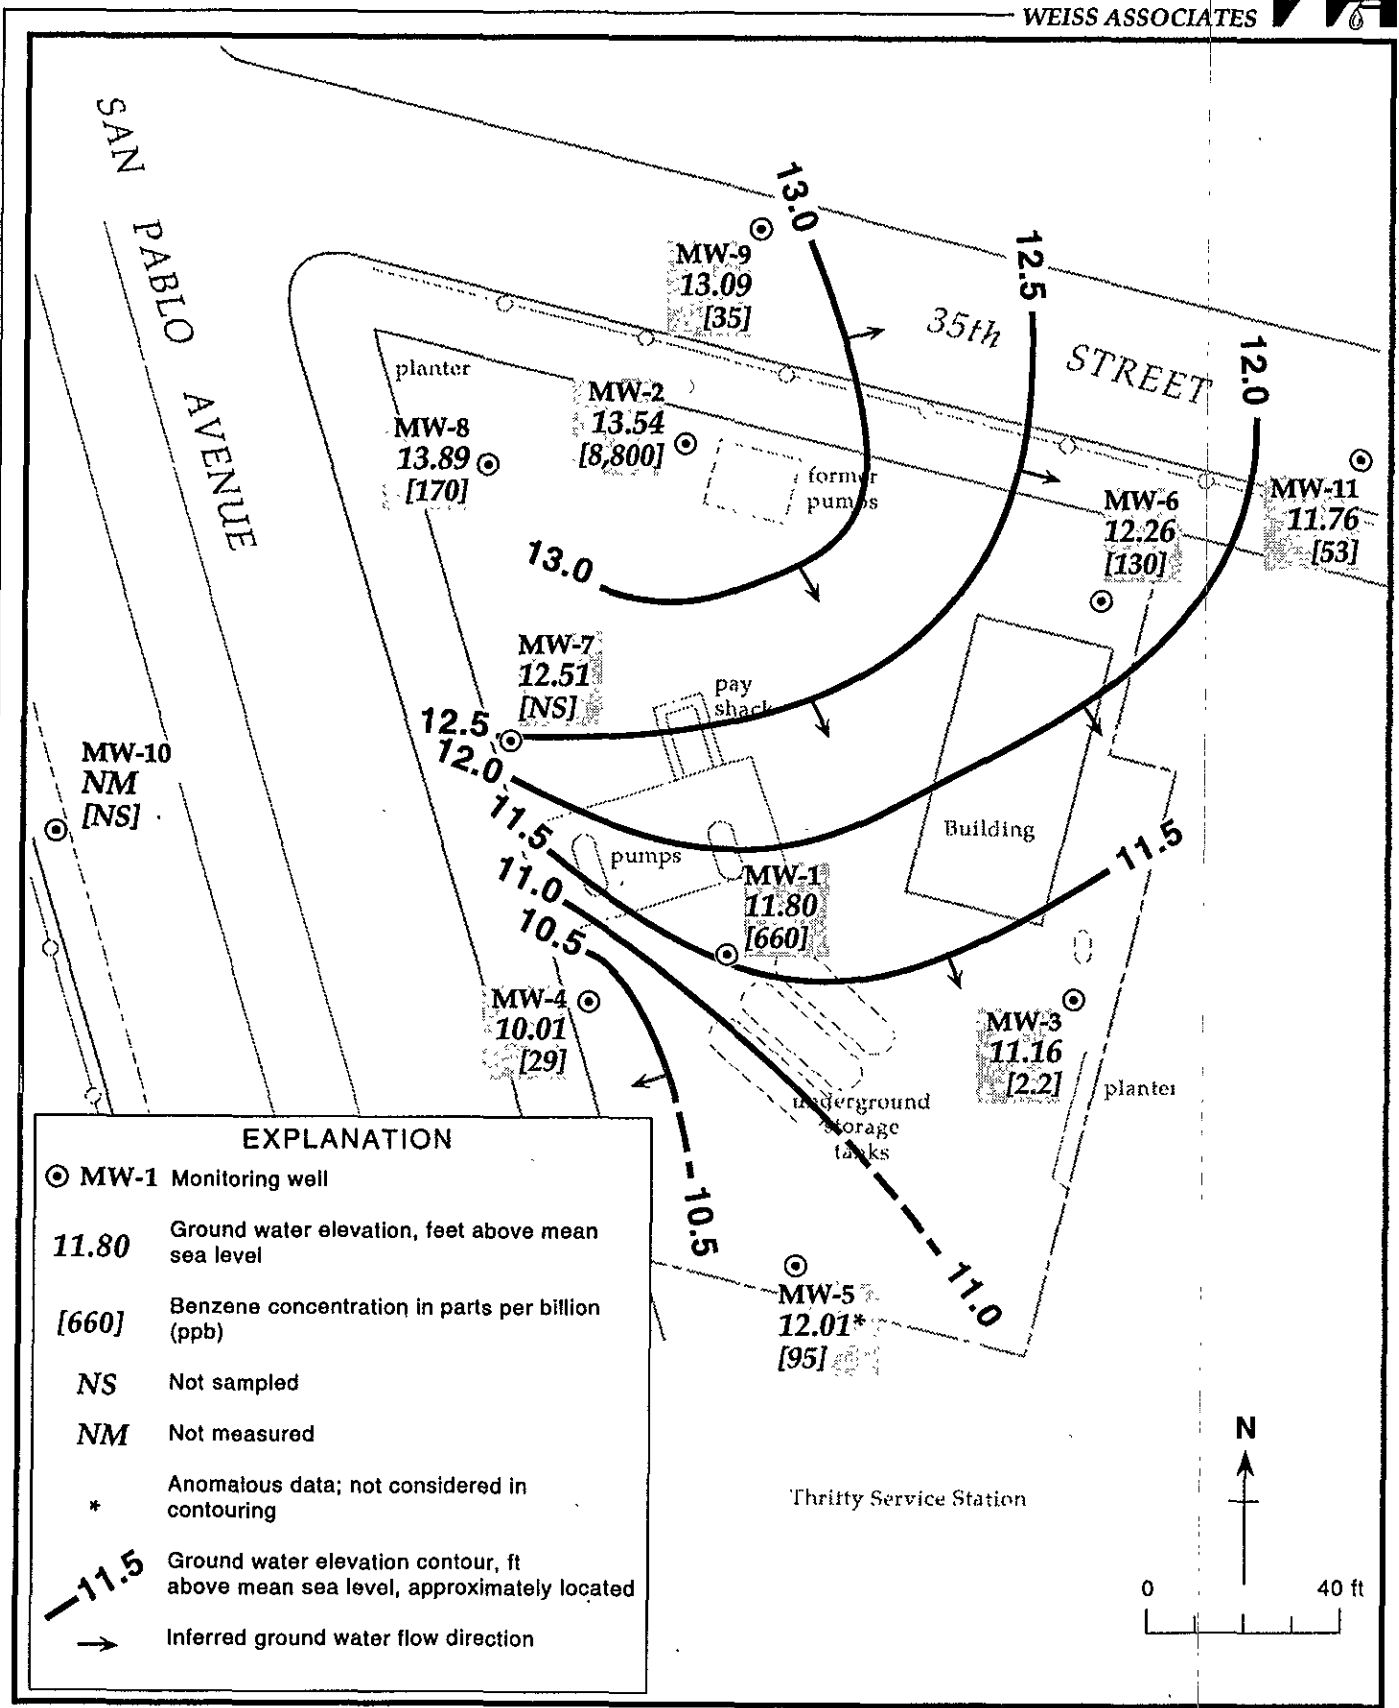 WEISS ASSOCIATES
SAN PABLO AVENUE
13.0
MW-9
13.09
[35]
12.5
35th STREET
12.0
planter
MW-2
13.54
[8,800]
MW-8
13.89
[170]
former
pumps
MW-6
12.26
[130]
MW-11
11.76
[53]
13.0
MW-7
12.51
[NS]
pay
shack
12.5
12.0
MW-10
NM
[NS]
11.5
pumps
Building
11.5
11.0
MW-1
11.80
[660]
10.5
MW-4
10.01
[29]
MW-3
11.16
[2.2]
planter
underground
storage
tanks
10.5
11.0
MW-5
12.01*
[95]
EXPLANATION
MW-1 Monitoring well
11.80 Ground water elevation, feet above mean
sea level
[660] Benzene concentration in parts per billion
(ppb)
NS Not sampled
NM Not measured
* Anomalous data; not considered in
contouring
11.5 Ground water elevation contour, ft
above mean sea level, approximately located
Inferred ground water flow direction
Thrifty Service Station
N
0 40 ft